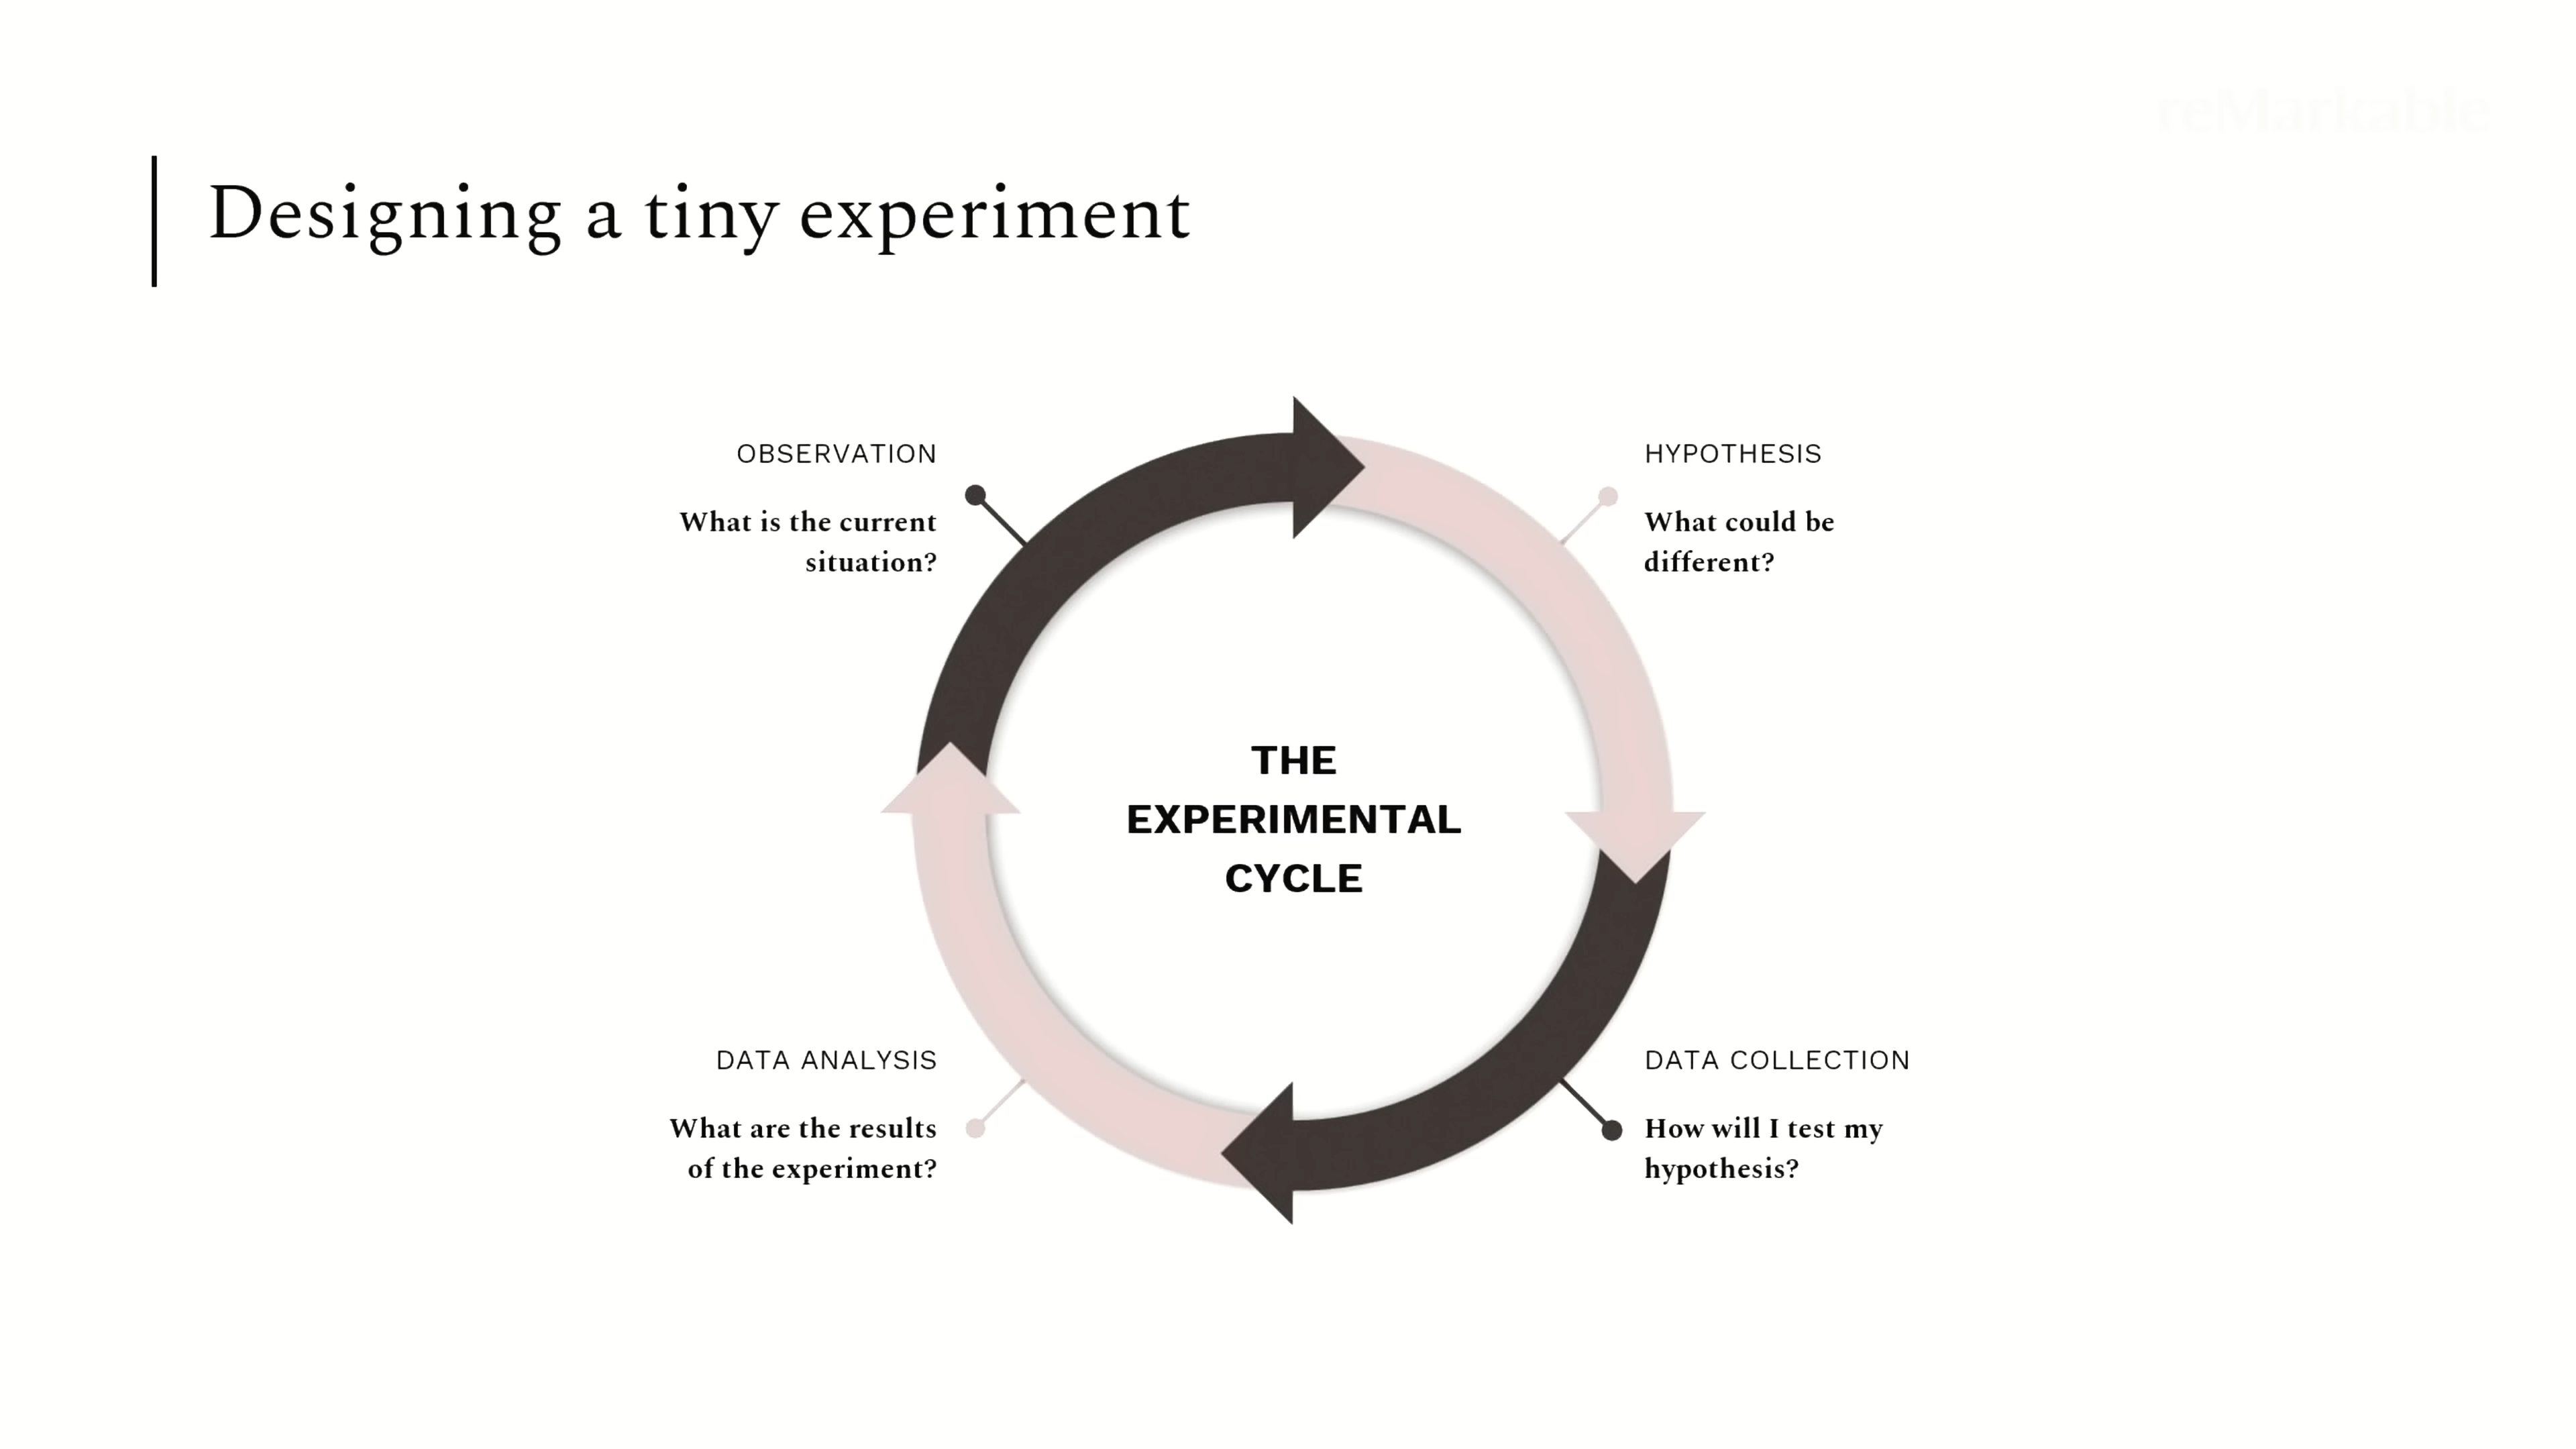 reMarkable
Designing a tiny experiment
OBSERVATION
What is the current
situation?
HYPOTHESIS
What could be
different?
THE
EXPERIMENTAL
CYCLE
DATA ANALYSIS
What are the results
of the experiment?
DATA COLLECTION
How will I test my
hypothesis?